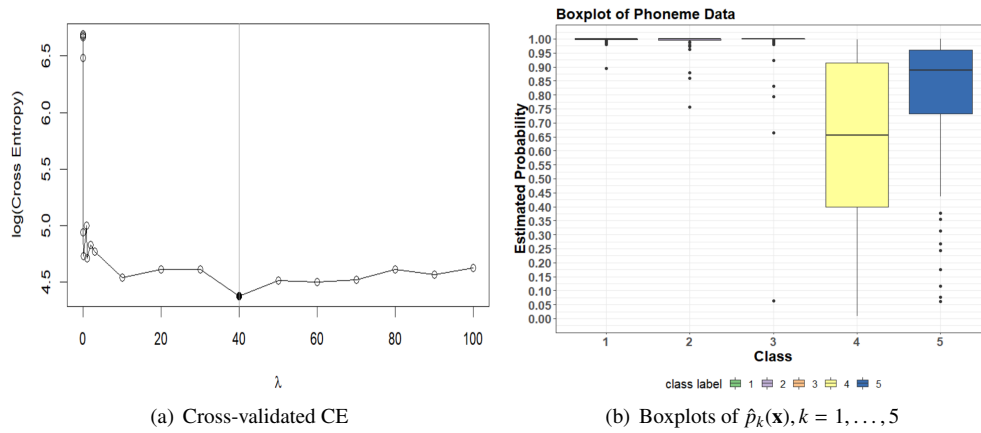 log(Cross Entropy)
6.5
6.0
5.5
5.0
4.5
0 20 40 60 80 100
λ
(a) Cross-validated CE
Boxplot of Phoneme Data
Estimated Probability
1.00
0.95
0.90
0.85
0.80
0.75
0.70
0.65
0.60
0.55
0.50
0.45
0.40
0.35
0.30
0.25
0.20
0.15
0.10
0.05
0.00
1 2 3 4 5
Class
class label 1 2 3 4 5
(b) Boxplots of p̂ₖ(𝐱), k = 1, . . . , 5